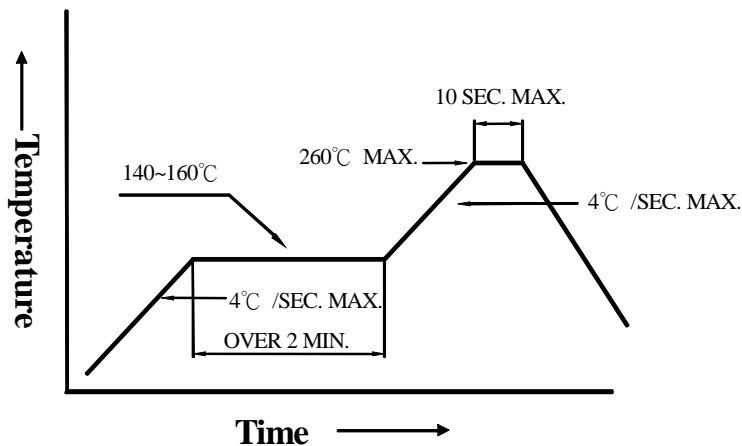 10 SEC. MAX.
260℃ MAX.
140~160℃
4℃ /SEC. MAX.
4℃ /SEC. MAX.
OVER 2 MIN.
Temperature
Time